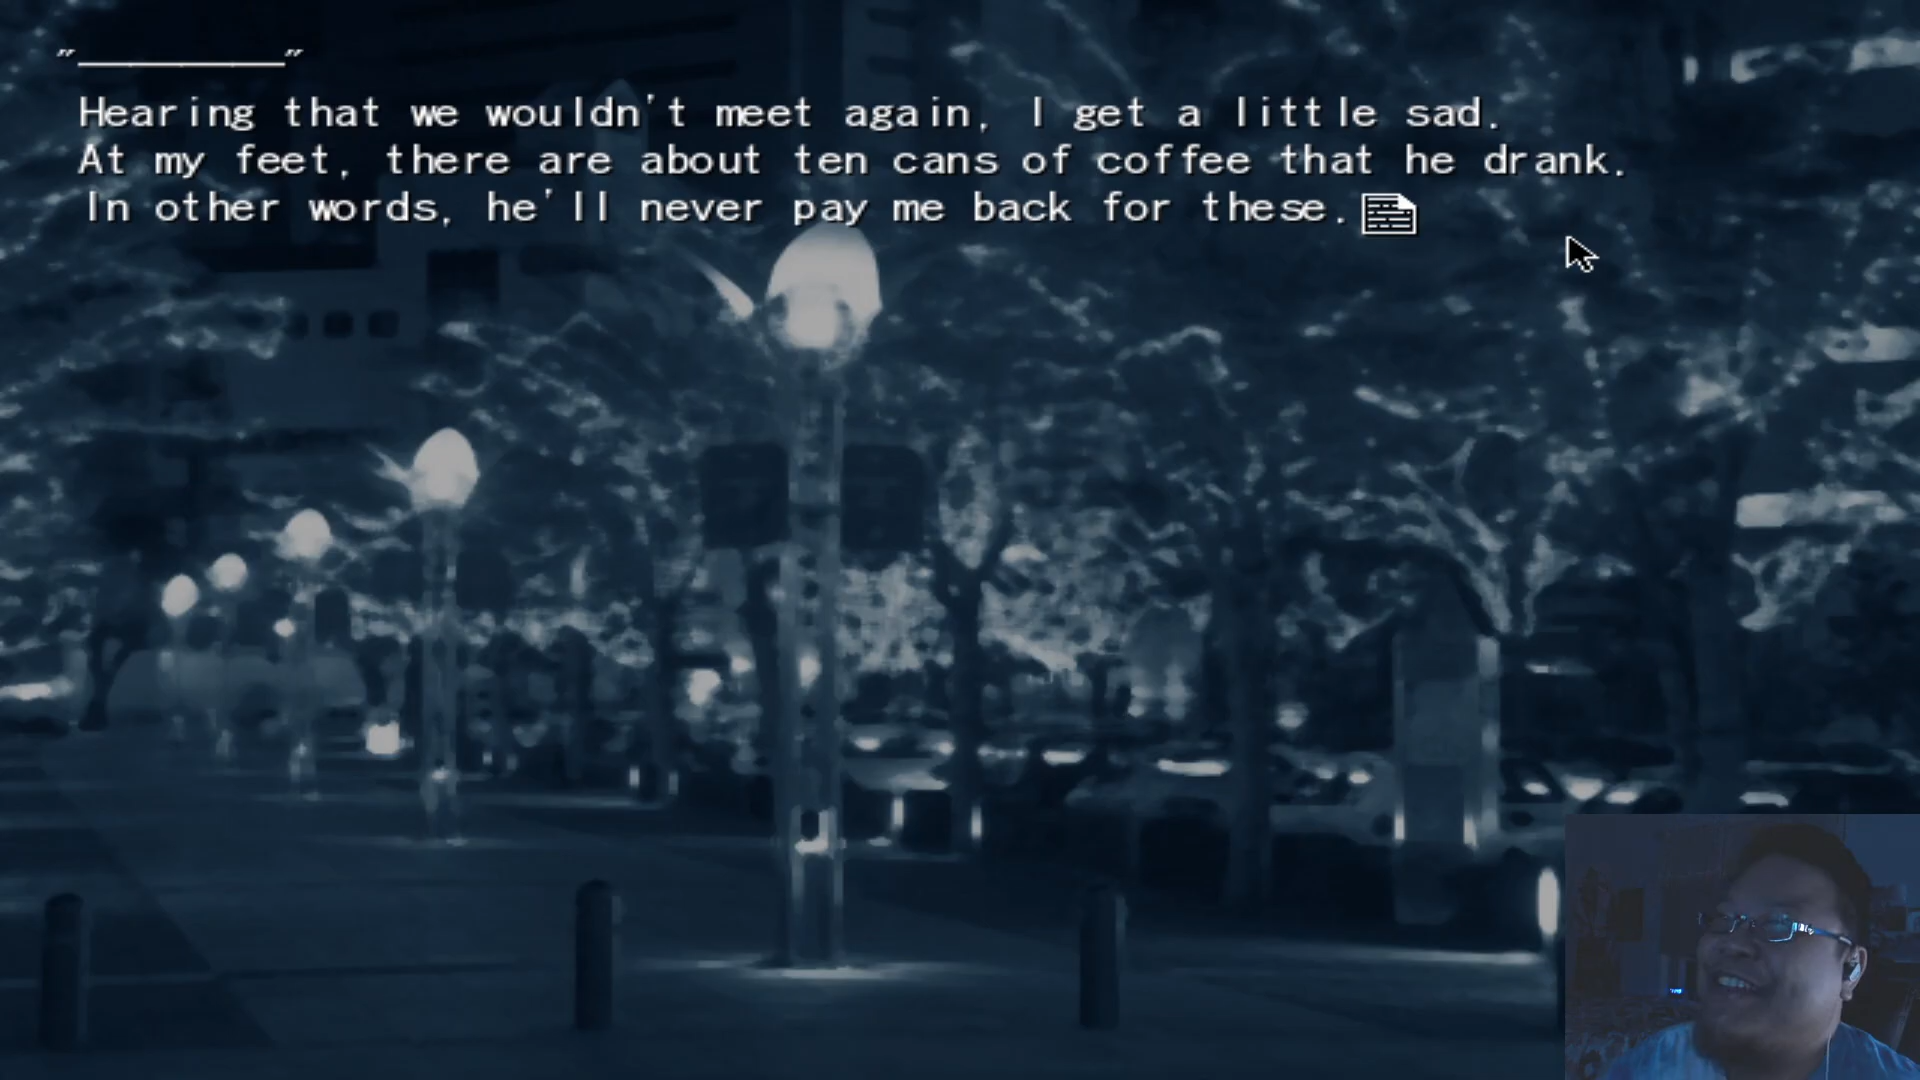 "————"
Hearing that we wouldn't meet again, I get a little sad.
At my feet, there are about ten cans of coffee that he drank.
In other words, he'll never pay me back for these.